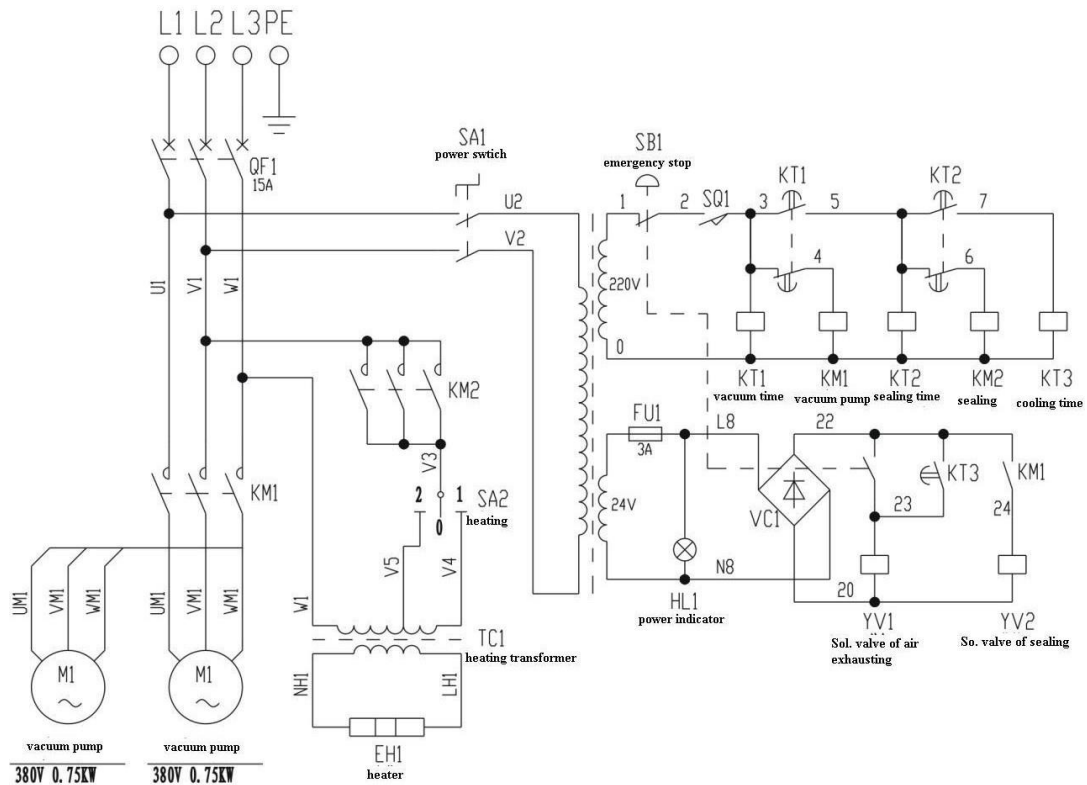 L1 L2 L3 PE
QF1
15A
SA1
power swtich
U2
V2
SB1
emergency stop
1
2
SQ1
3
KT1
5
KT2
7
4
6
220V
0
U1
V1
W1
KM2
KT1
vacuum time
KM1
vacuum pump
KT2
sealing time
KM2
sealing
KT3
cooling time
FU1
3A
L8
22
V3
KM1
2
1
0
SA2
heating
24V
VC1
KT3
KM1
23
24
N8
20
HL1
power indicator
YV1
Sol. valve of air
exhausting
YV2
So. valve of sealing
V5
V4
W1
UM1
VM1
WM1
UM1
VM1
WM1
TC1
heating transformer
NH1
LH1
M1
M1
EH1
heater
vacuum pump
vacuum pump
380V 0.75KW
380V 0.75KW